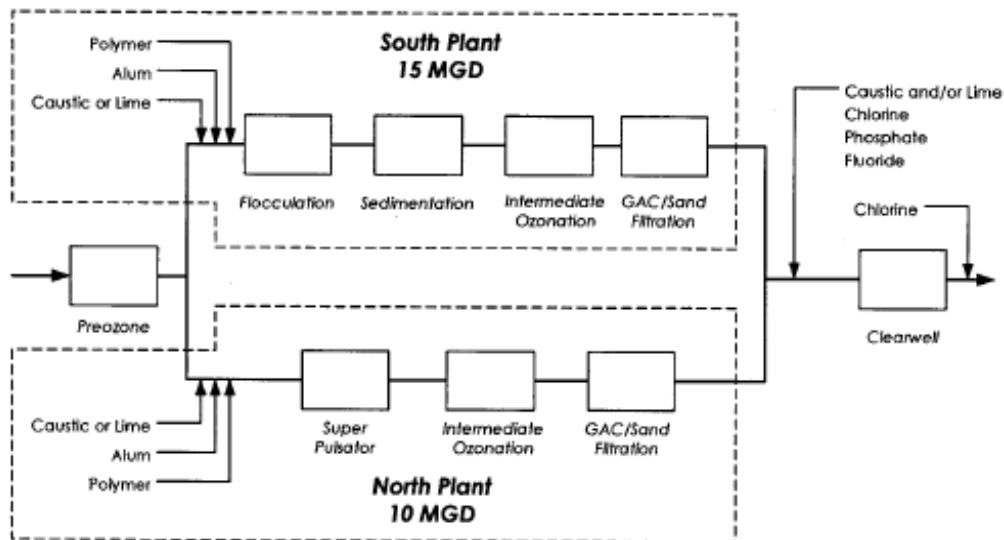 Polymer
Alum
Caustic or Lime
South Plant
15 MGD
Flocculation
Sedimentation
Intermediate
Ozonation
GAC/Sand
Filtration
Caustic and/or Lime
Chlorine
Phosphate
Fluoride
Chlorine
Preozone
Clearwell
Caustic or Lime
Alum
Polymer
Super
Pulsator
Intermediate
Ozonation
GAC/Sand
Filtration
North Plant
10 MGD